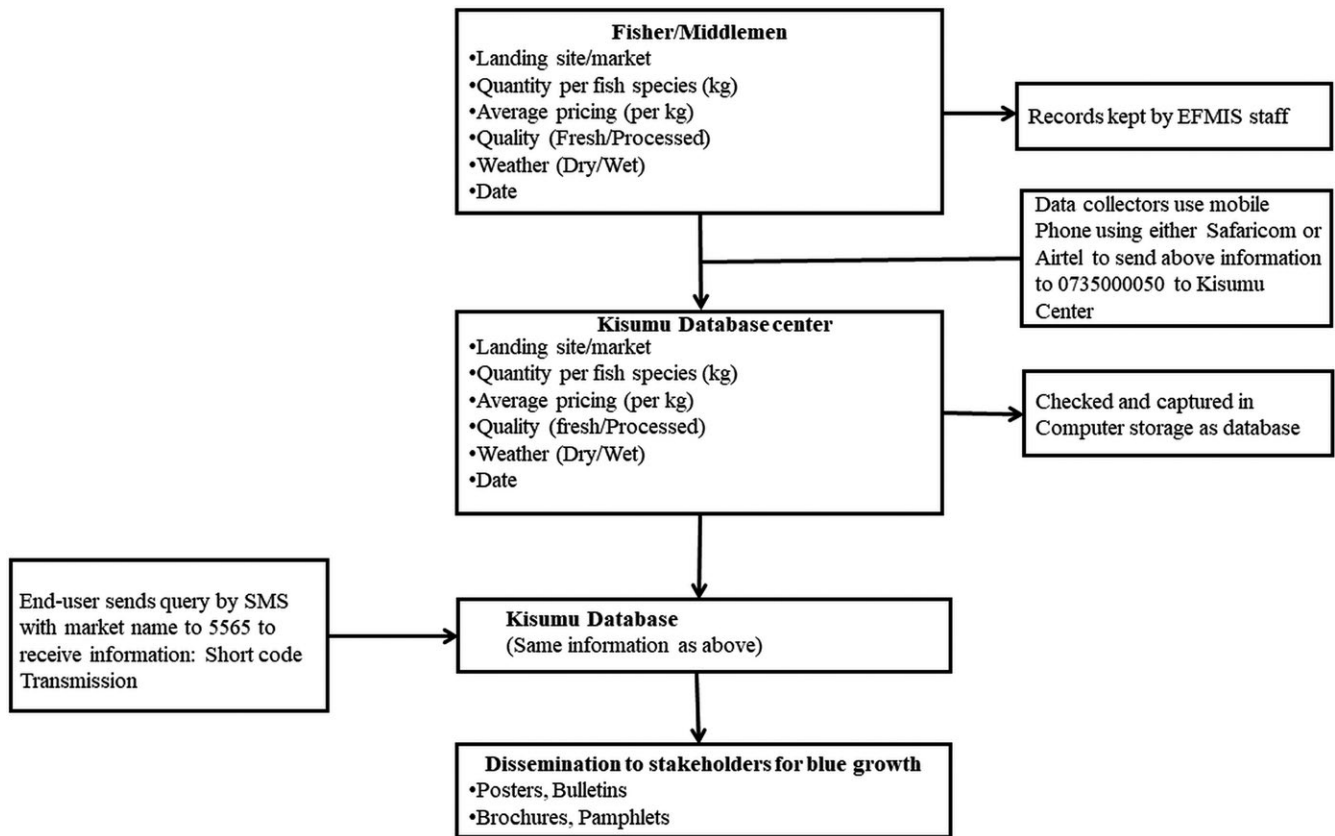 Fisher/Middlemen
•Landing site/market
•Quantity per fish species (kg)
•Average pricing (per kg)
•Quality (Fresh/Processed)
•Weather (Dry/Wet)
•Date
Records kept by EFMIS staff
Data collectors use mobile
Phone using either Safaricom or
Airtel to send above information
to 0735000050 to Kisumu
Center
Kisumu Database center
•Landing site/market
•Quantity per fish species (kg)
•Average pricing (per kg)
•Quality (fresh/Processed)
•Weather (Dry/Wet)
•Date
Checked and captured in
Computer storage as database
End-user sends query by SMS
with market name to 5565 to
receive information: Short code
Transmission
Kisumu Database
(Same information as above)
Dissemination to stakeholders for blue growth
•Posters, Bulletins
•Brochures, Pamphlets